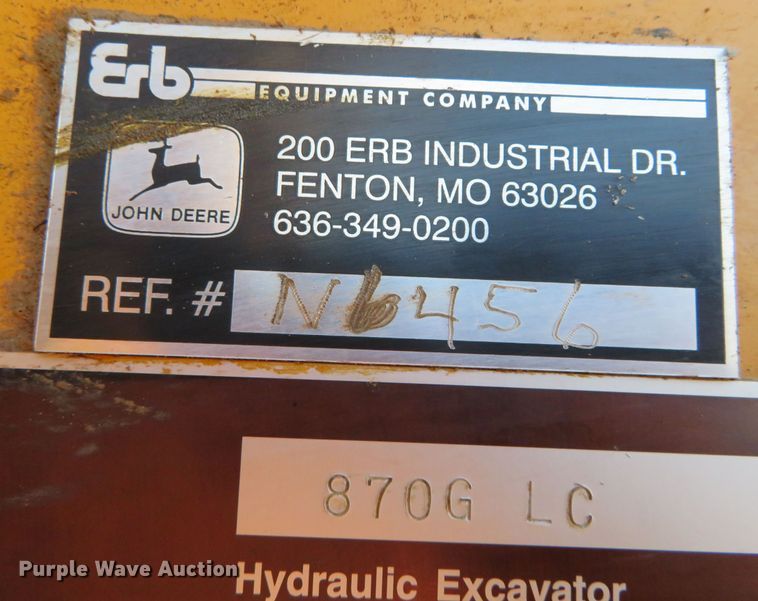 Erb
EQUIPMENT COMPANY
JOHN DEERE
200 ERB INDUSTRIAL DR.
FENTON, MO 63026
636-349-0200
REF. # N6456
870G LC
Hydraulic Excavator
Purple Wave Auction